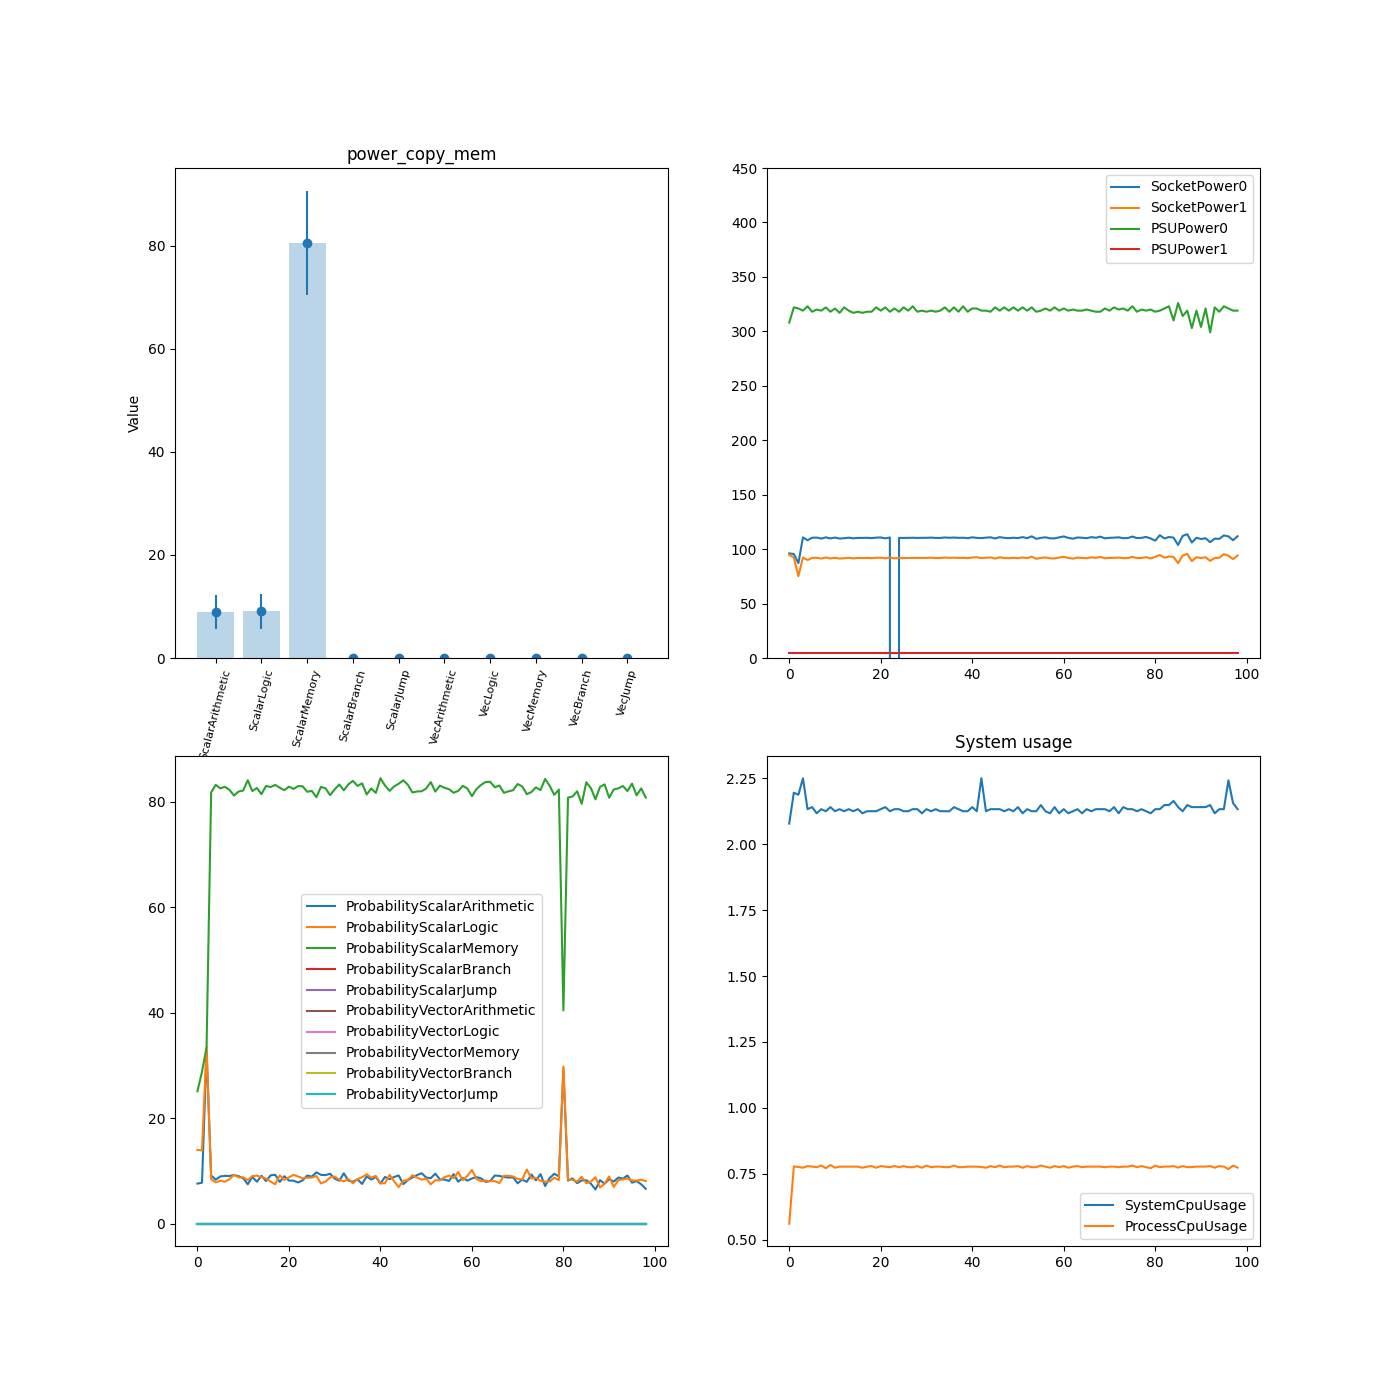 power_copy_mem
Value
80
60
40
20
0
ScalarArithmetic
ScalarLogic
ScalarMemory
ScalarBranch
ScalarJump
VecArithmetic
VecLogic
VecMemory
VecBranch
VecJump
450
400
350
300
250
200
150
100
50
0
0 20 40 60 80 100
SocketPower0
SocketPower1
PSUPower0
PSUPower1
80
60
40
20
0
0 20 40 60 80 100
ProbabilityScalarArithmetic
ProbabilityScalarLogic
ProbabilityScalarMemory
ProbabilityScalarBranch
ProbabilityScalarJump
ProbabilityVectorArithmetic
ProbabilityVectorLogic
ProbabilityVectorMemory
ProbabilityVectorBranch
ProbabilityVectorJump
System usage
2.25
2.00
1.75
1.50
1.25
1.00
0.75
0.50
0 20 40 60 80 100
SystemCpuUsage
ProcessCpuUsage